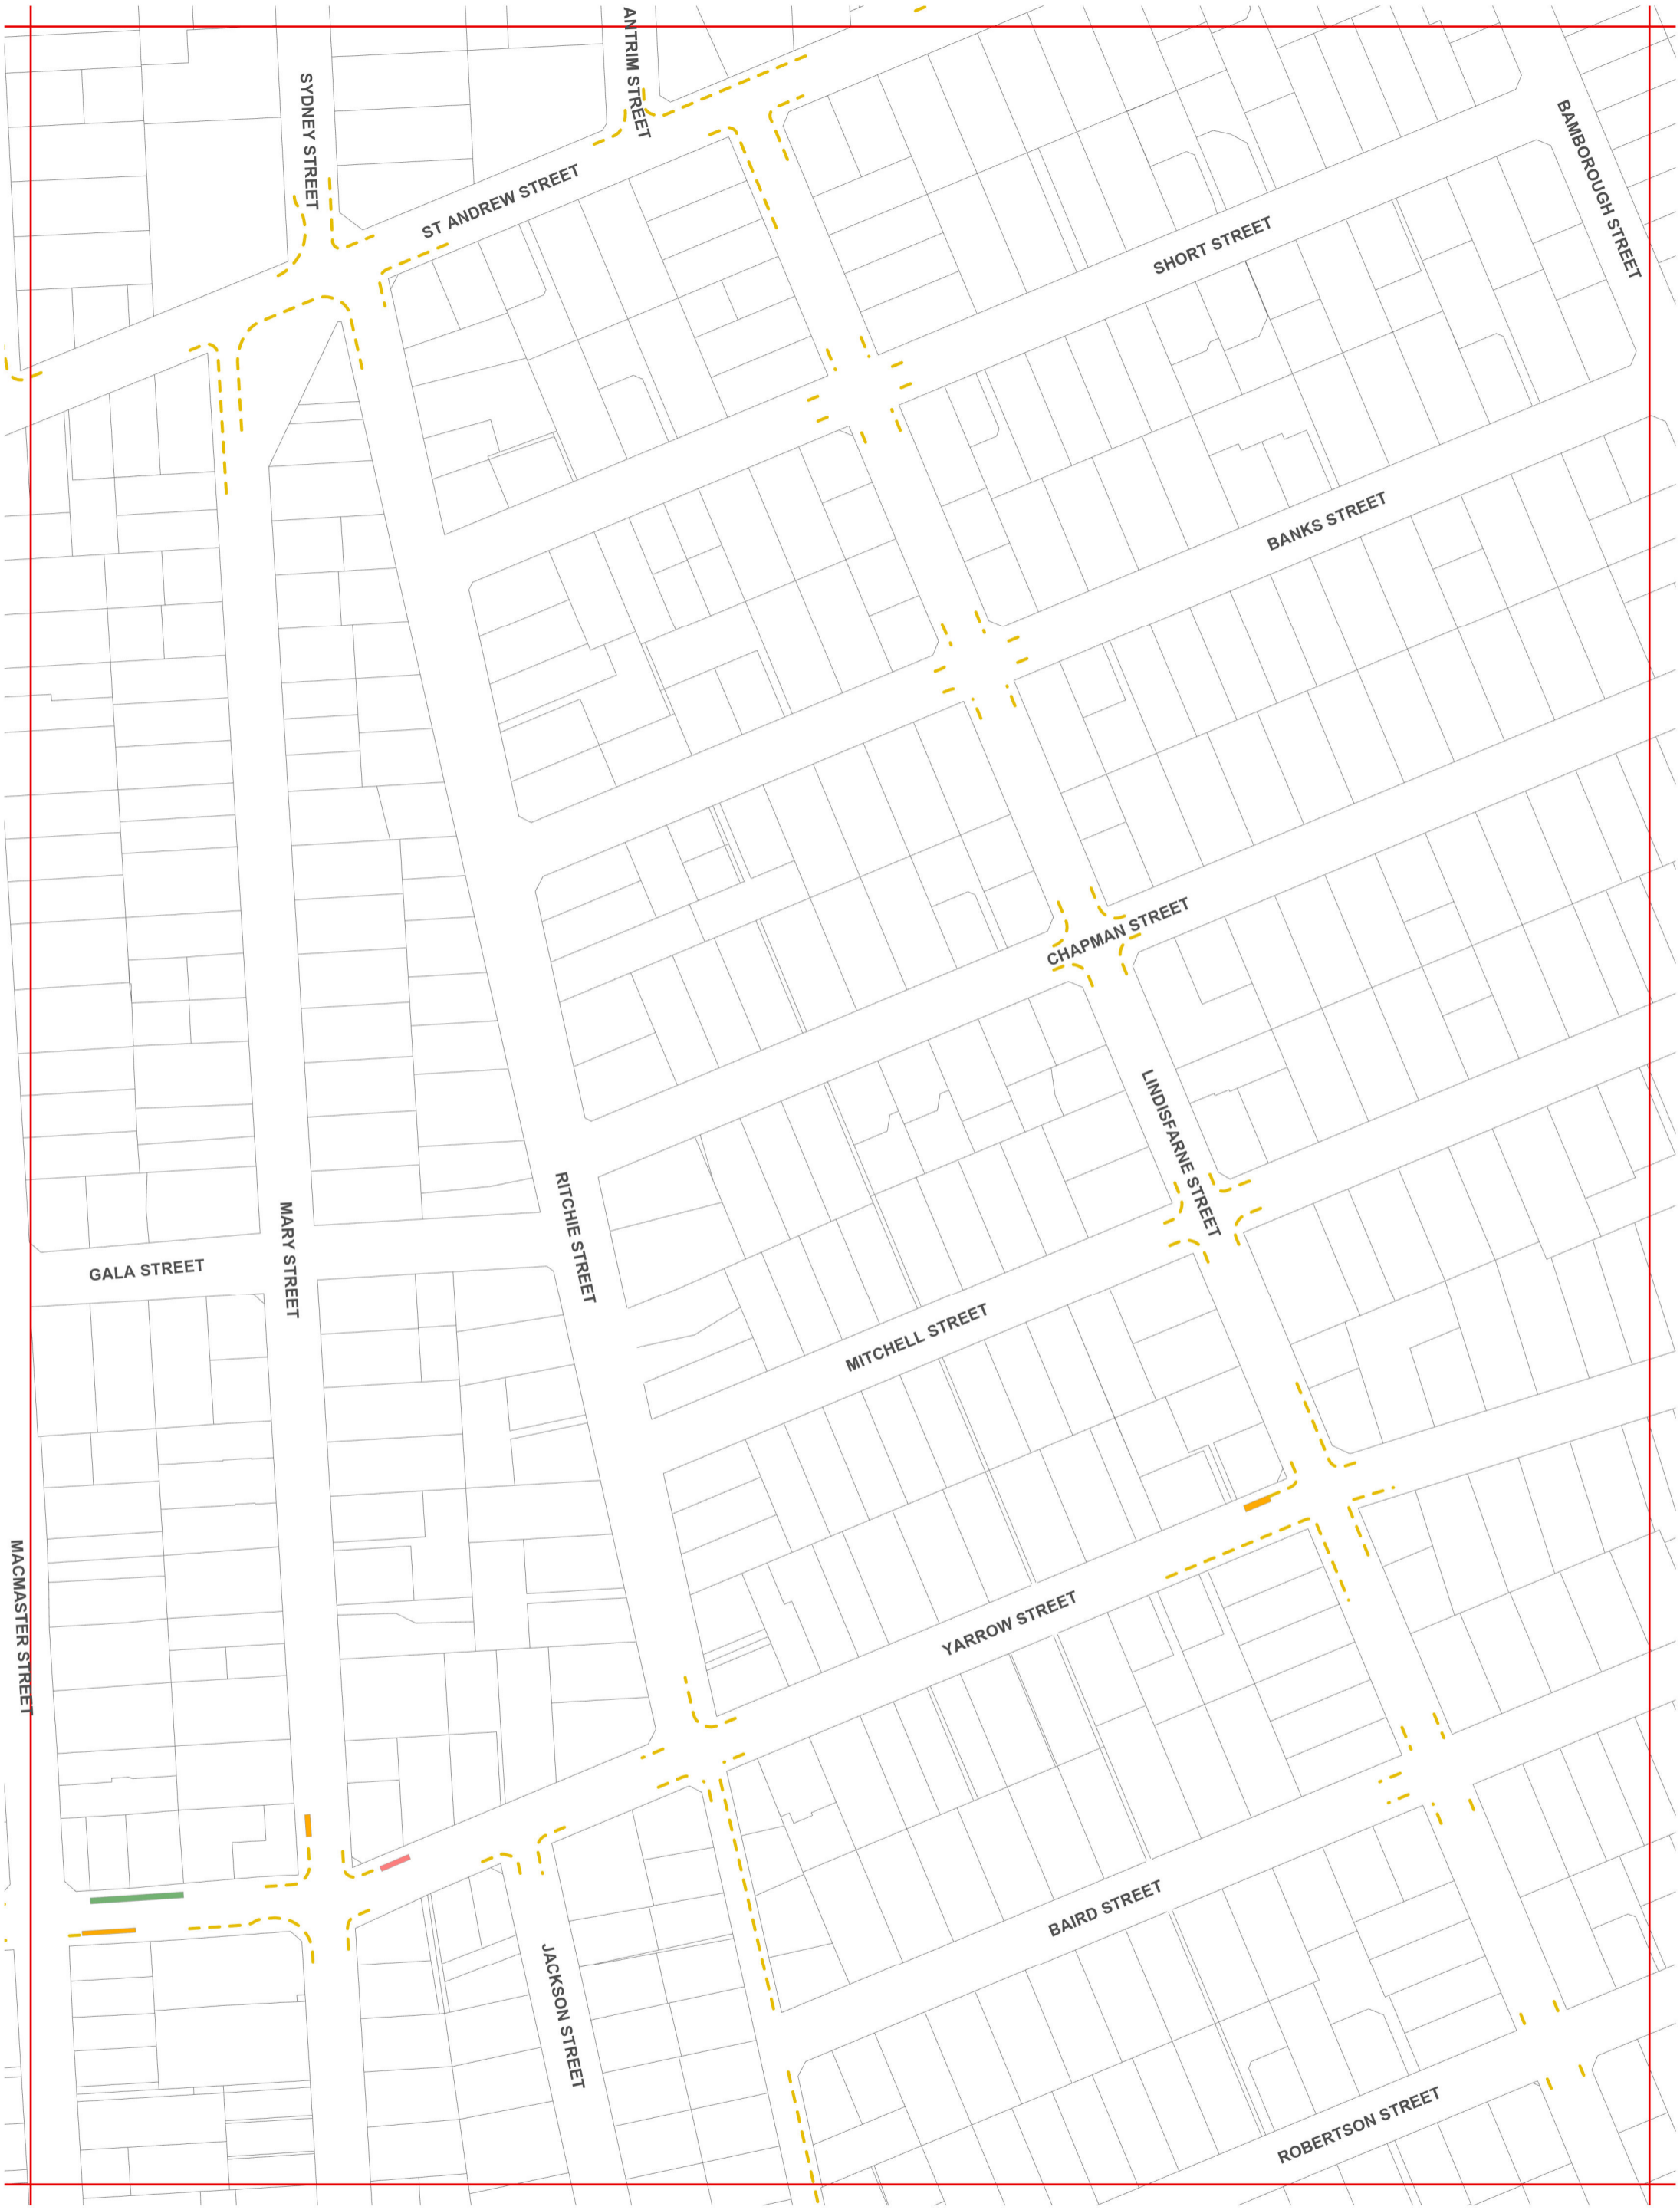 ANTRIM STREET
SYDNEY STREET
BAMBOROUGH STREET
ST ANDREW STREET
SHORT STREET
BANKS STREET
CHAPMAN STREET
LINDISFARNE STREET
RITCHIE STREET
MARY STREET
GALA STREET
MITCHELL STREET
MACMASTER STREET
YARROW STREET
BAIRD STREET
JACKSON STREET
ROBERTSON STREET